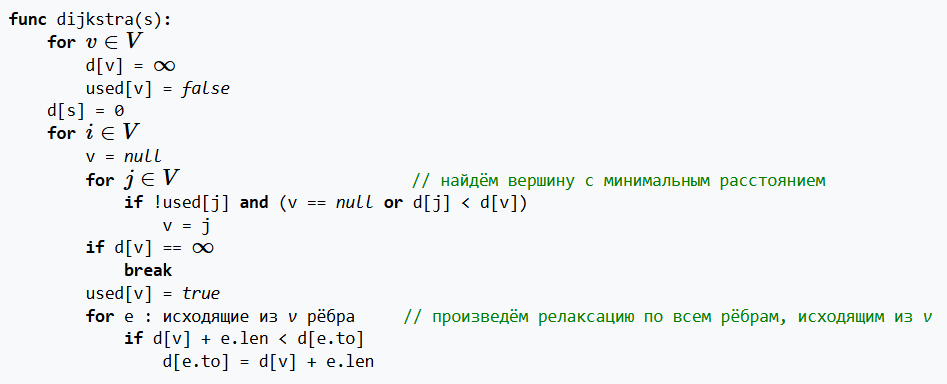 func dijkstra(s):
    for v ∈ V
        d[v] = ∞
        used[v] = false
    d[s] = 0
    for i ∈ V
        v = null
        for j ∈ V                        // найдём вершину с минимальным расстоянием
            if !used[j] and (v == null or d[j] < d[v])
                v = j
        if d[v] == ∞
            break
        used[v] = true
        for e : исходящие из v рёбра     // произведём релаксацию по всем рёбрам, исходящим из v
            if d[v] + e.len < d[e.to]
                d[e.to] = d[v] + e.len